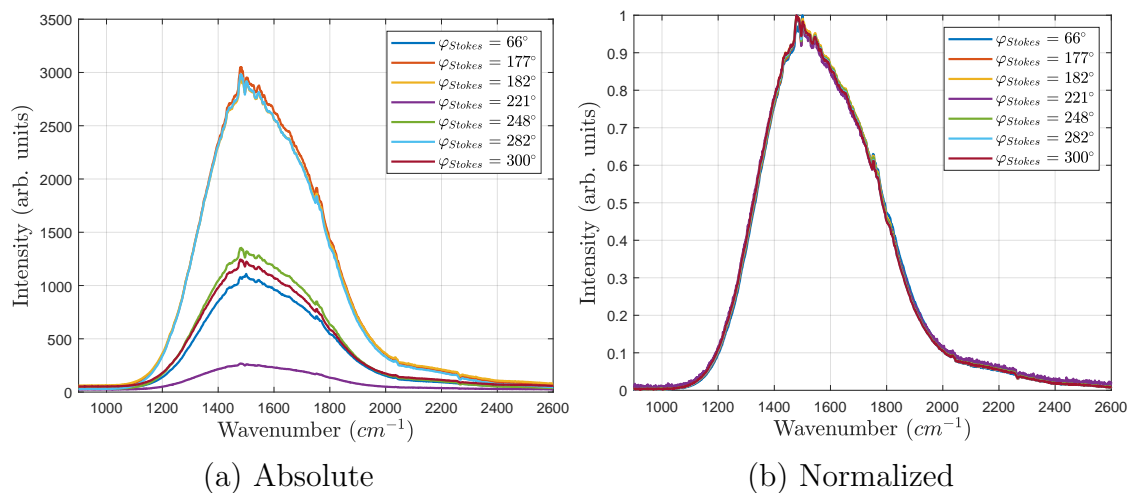 φStokes = 66°
φStokes = 177°
φStokes = 182°
φStokes = 221°
φStokes = 248°
φStokes = 282°
φStokes = 300°
3500
3000
2500
2000
1500
1000
500
0
Intensity (arb. units)
1000 1200 1400 1600 1800 2000 2200 2400 2600
Wavenumber (cm⁻¹)
(a) Absolute
φStokes = 66°
φStokes = 177°
φStokes = 182°
φStokes = 221°
φStokes = 248°
φStokes = 282°
φStokes = 300°
1
0.9
0.8
0.7
0.6
0.5
0.4
0.3
0.2
0.1
0
Intensity (arb. units)
1000 1200 1400 1600 1800 2000 2200 2400 2600
Wavenumber (cm⁻¹)
(b) Normalized